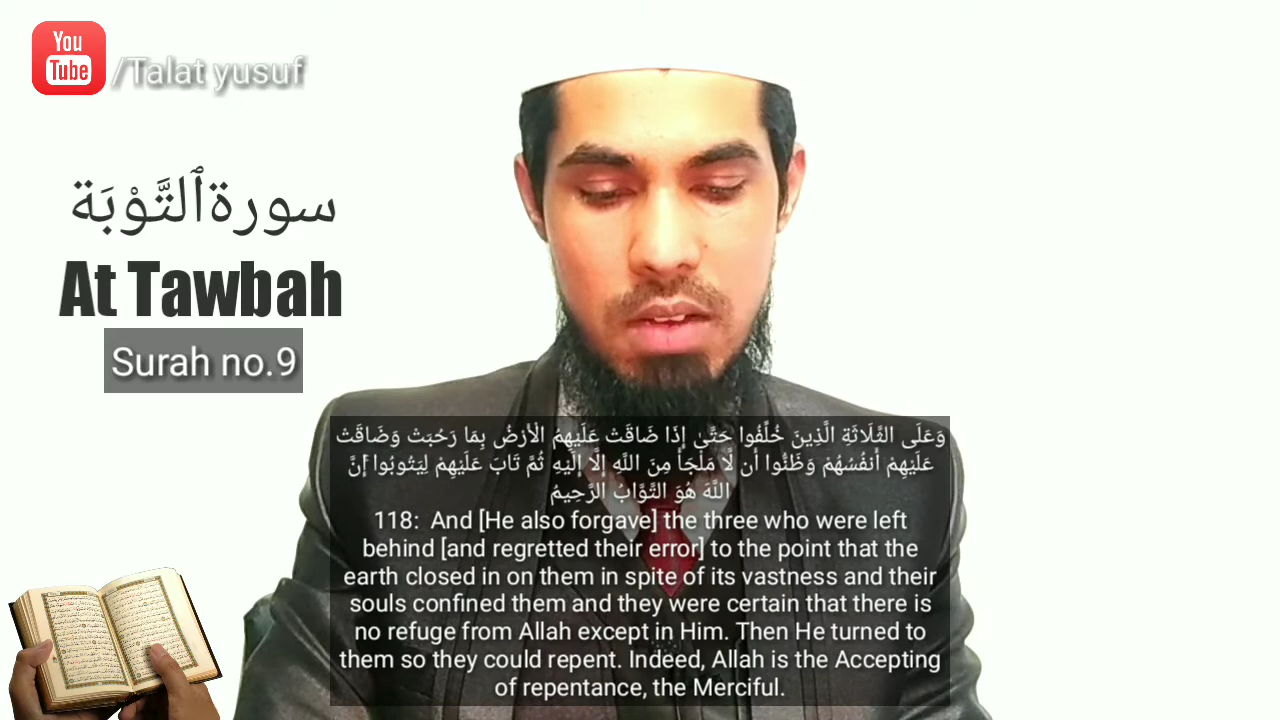 You
Tube
/Talat yusuf
سورةٱلتَّوْبَة
At Tawbah
Surah no.9
وَعَلَى الثَّلَاثَةِ الَّذِينَ خُلِّفُوا حَتَّىٰ إِذَا ضَاقَتْ عَلَيْهِمُ الْأَرْضُ بِمَا رَحُبَتْ وَضَاقَتْ
عَلَيْهِمْ أَنفُسُهُمْ وَظَنُّوا أَن لَّا مَلْجَأَ مِنَ اللَّهِ إِلَّا إِلَيْهِ ثُمَّ تَابَ عَلَيْهِمْ لِيَتُوبُوا ۚ إِنَّ
اللَّهَ هُوَ التَّوَّابُ الرَّحِيمُ
118:  And [He also forgave] the three who were left
behind [and regretted their error] to the point that the
earth closed in on them in spite of its vastness and their
souls confined them and they were certain that there is
no refuge from Allah except in Him. Then He turned to
them so they could repent. Indeed, Allah is the Accepting
of repentance, the Merciful.